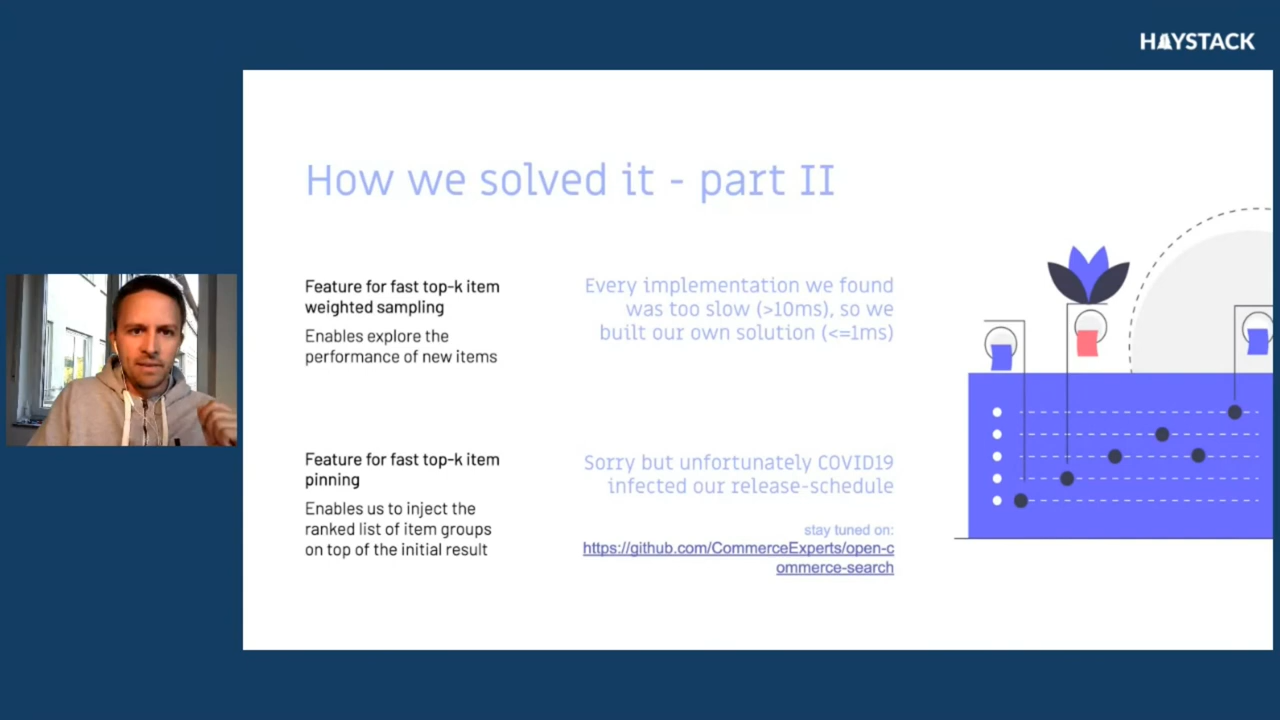 HAYSTACK
How we solved it - part II
Feature for fast top-k item
weighted sampling
Enables explore the
performance of new items
Every implementation we found
was too slow (>10ms), so we
built our own solution (<=1ms)
Feature for fast top-k item
pinning
Enables us to inject the
ranked list of item groups
on top of the initial result
Sorry but unfortunately COVID19
infected our release-schedule
stay tuned on:
https://github.com/CommerceExperts/open-c
ommerce-search